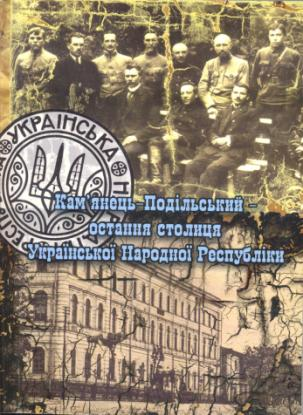 УКРАЇНСЬКА
Н
Кам'янець-Подільський –
остання столиця
Української Народної Республіки